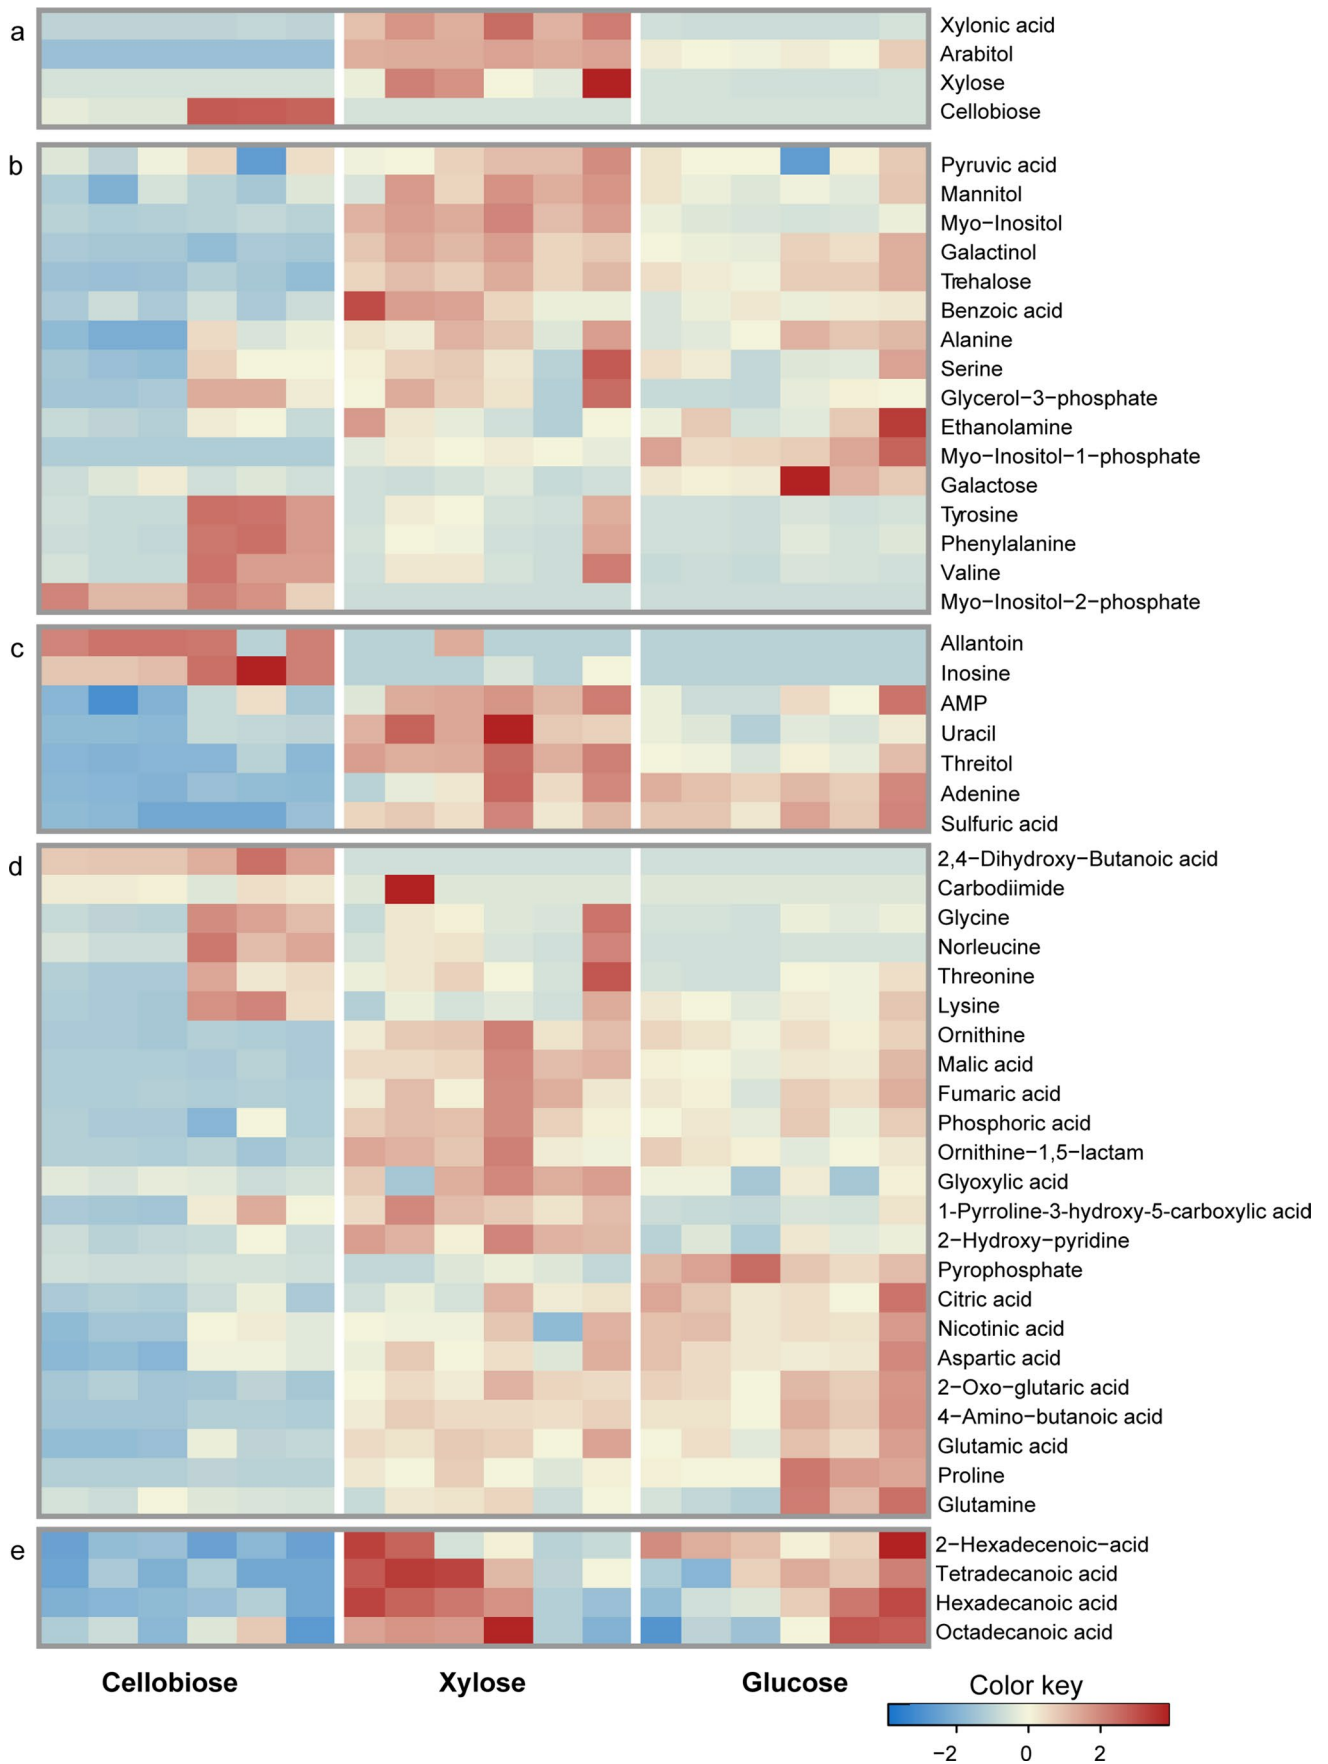 a
Xylonic acid
Arabitol
Xylose
Cellobiose
b
Pyruvic acid
Mannitol
Myo−Inositol
Galactinol
Trehalose
Benzoic acid
Alanine
Serine
Glycerol−3−phosphate
Ethanolamine
Myo−Inositol−1−phosphate
Galactose
Tyrosine
Phenylalanine
Valine
Myo−Inositol−2−phosphate
c
Allantoin
Inosine
AMP
Uracil
Threitol
Adenine
Sulfuric acid
d
2,4−Dihydroxy−Butanoic acid
Carbodiimide
Glycine
Norleucine
Threonine
Lysine
Ornithine
Malic acid
Fumaric acid
Phosphoric acid
Ornithine−1,5−lactam
Glyoxylic acid
1-Pyrroline-3-hydroxy-5-carboxylic acid
2−Hydroxy−pyridine
Pyrophosphate
Citric acid
Nicotinic acid
Aspartic acid
2−Oxo−glutaric acid
4−Amino−butanoic acid
Glutamic acid
Proline
Glutamine
e
2−Hexadecenoic−acid
Tetradecanoic acid
Hexadecanoic acid
Octadecanoic acid
Cellobiose Xylose Glucose
Color key
−2 0 2